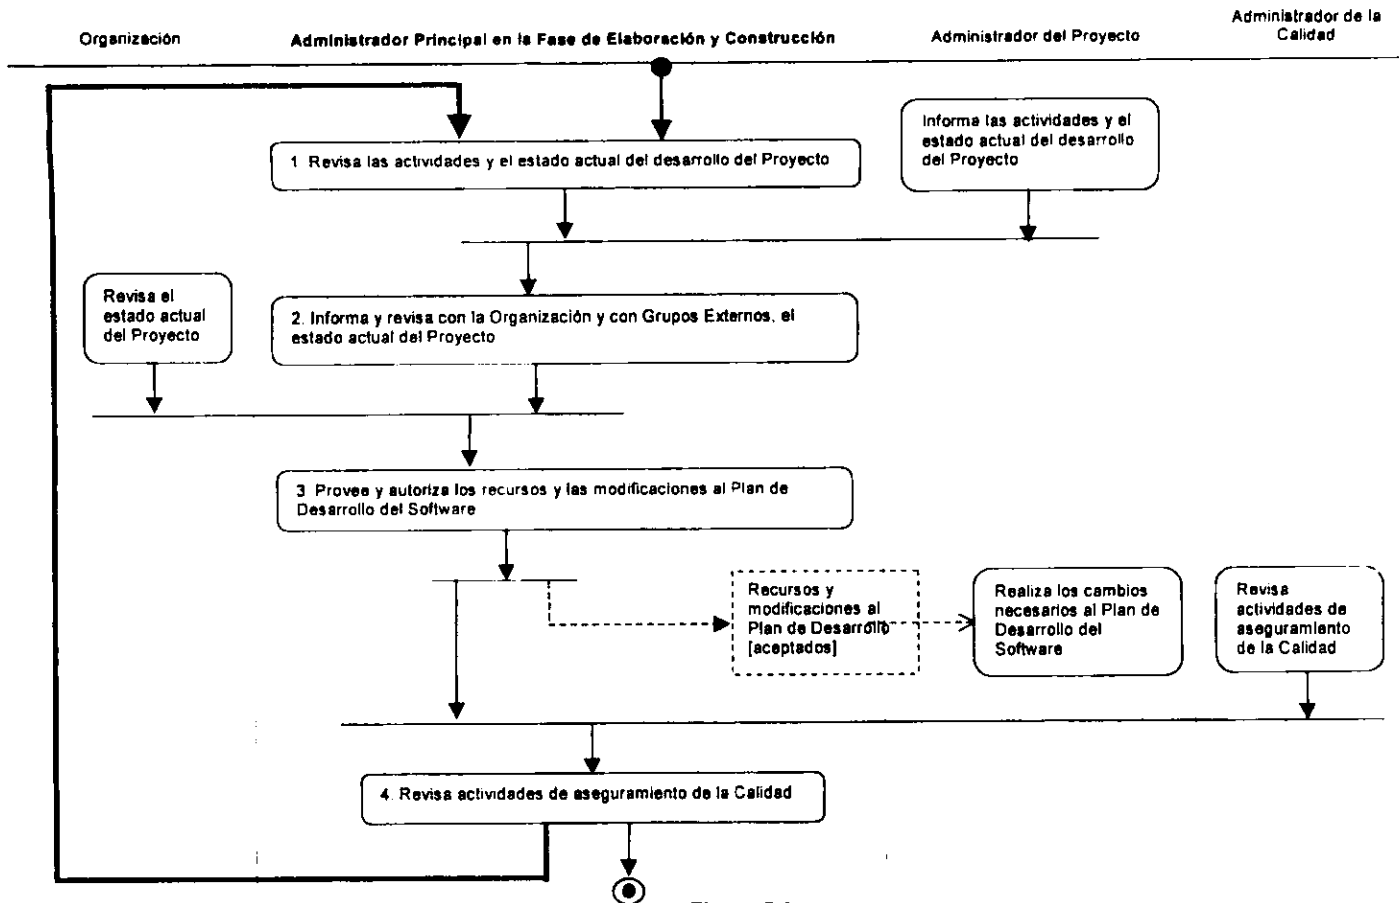 Organización
Administrador Principal en la Fase de Elaboración y Construcción
Administrador del Proyecto
Administrador de la
Calidad
Informa las actividades y el
estado actual del desarrollo
del Proyecto
1 Revisa las actividades y el estado actual del desarrollo del Proyecto
Revisa el
estado actual
del Proyecto
2. Informa y revisa con la Organización y con Grupos Externos, el
estado actual del Proyecto
3 Provee y autoriza los recursos y las modificaciones al Plan de
Desarrollo del Software
Recursos y
modificaciones al
Plan de Desarrollo
[aceptados]
Realiza los cambios
necesarios al Plan de
Desarrollo del
Software
Revisa
actividades de
aseguramiento
de la Calidad
4. Revisa actividades de aseguramiento de la Calidad